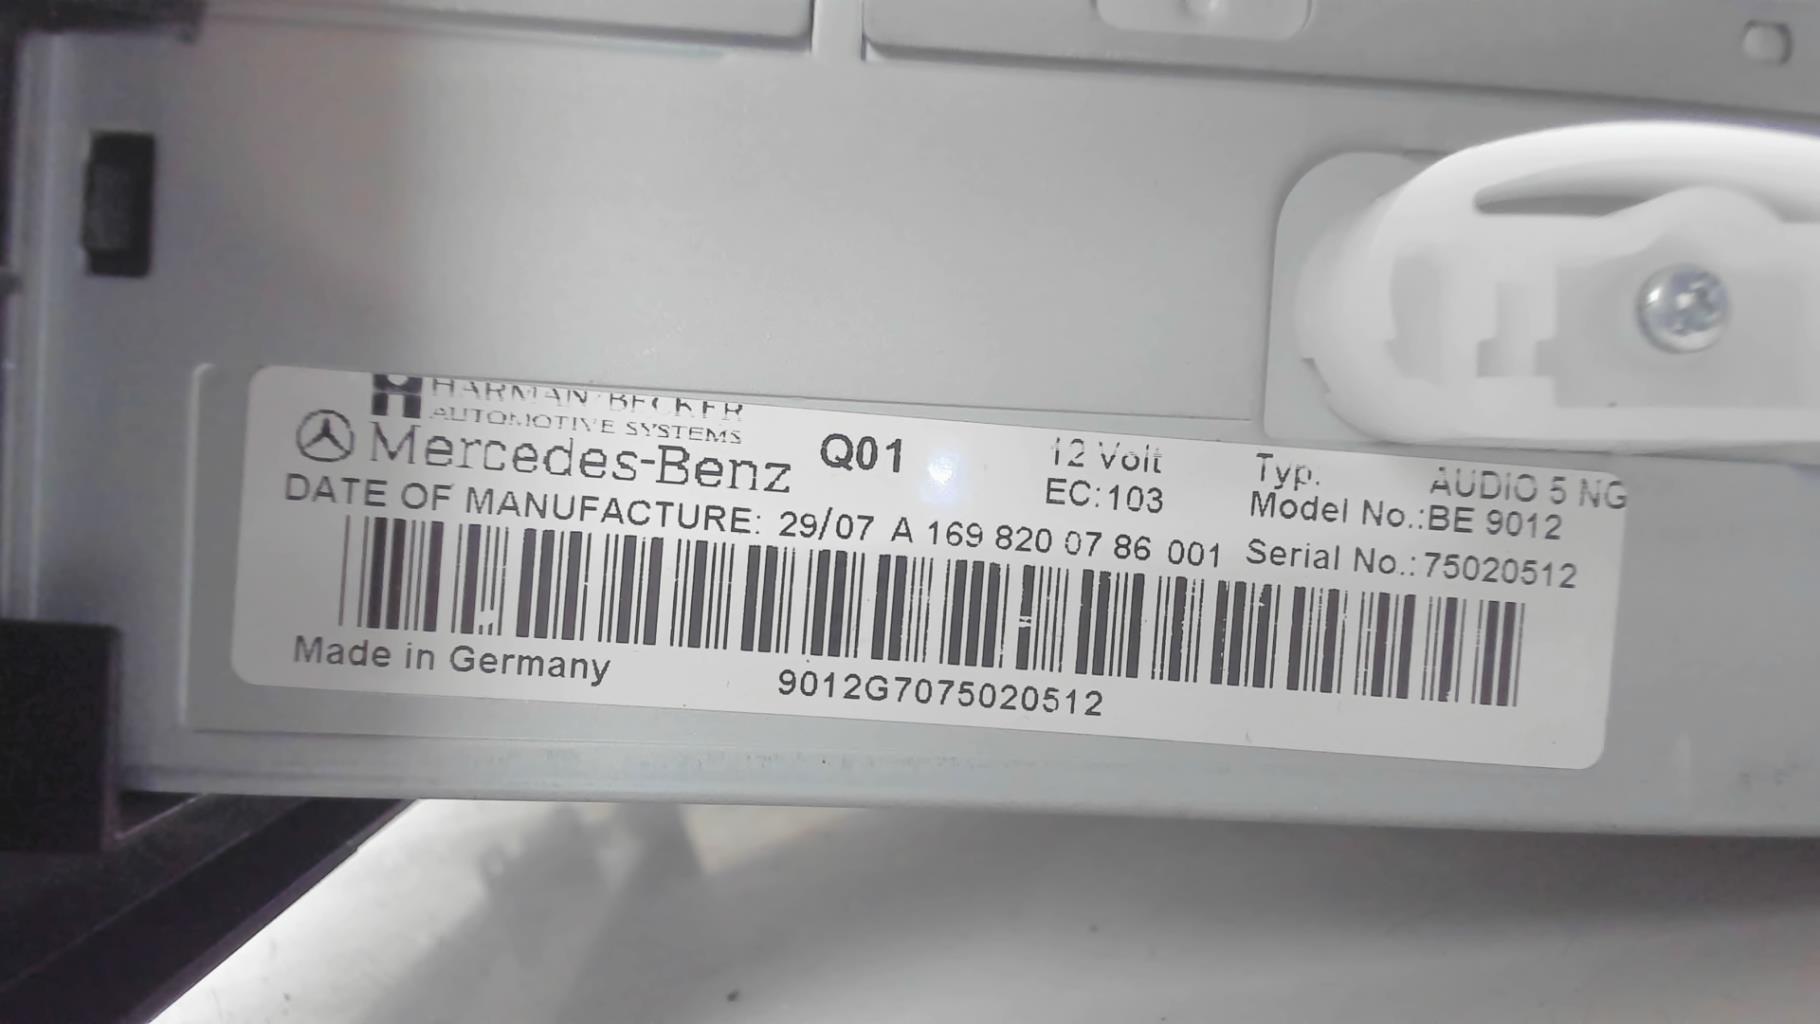 HARMAN/BECKER
AUTOMOTIVE SYSTEMS
Mercedes-Benz Q01 12 Volt Typ. AUDIO 5 NG
EC:103 Model No.:BE 9012
DATE OF MANUFACTURE: 29/07 A 169 820 07 86 001 Serial No.:75020512
Made in Germany 9012G7075020512